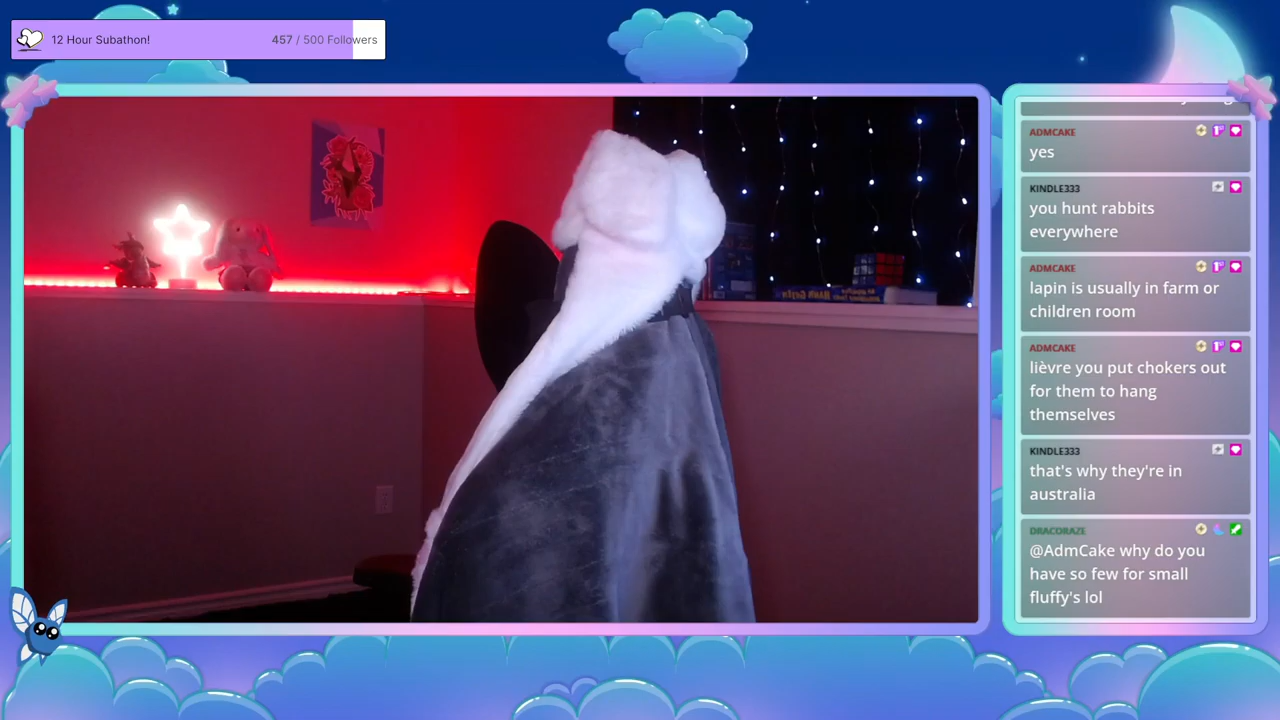 12 Hour Subathon!
457 / 500 Followers
ADMCAKE
yes
KINDLE333
you hunt rabbits
everywhere
ADMCAKE
lapin is usually in farm or
children room
ADMCAKE
lièvre you put chokers out
for them to hang
themselves
KINDLE333
that's why they're in
australia
DRACORAZE
@AdmCake why do you
have so few for small
fluffy's lol